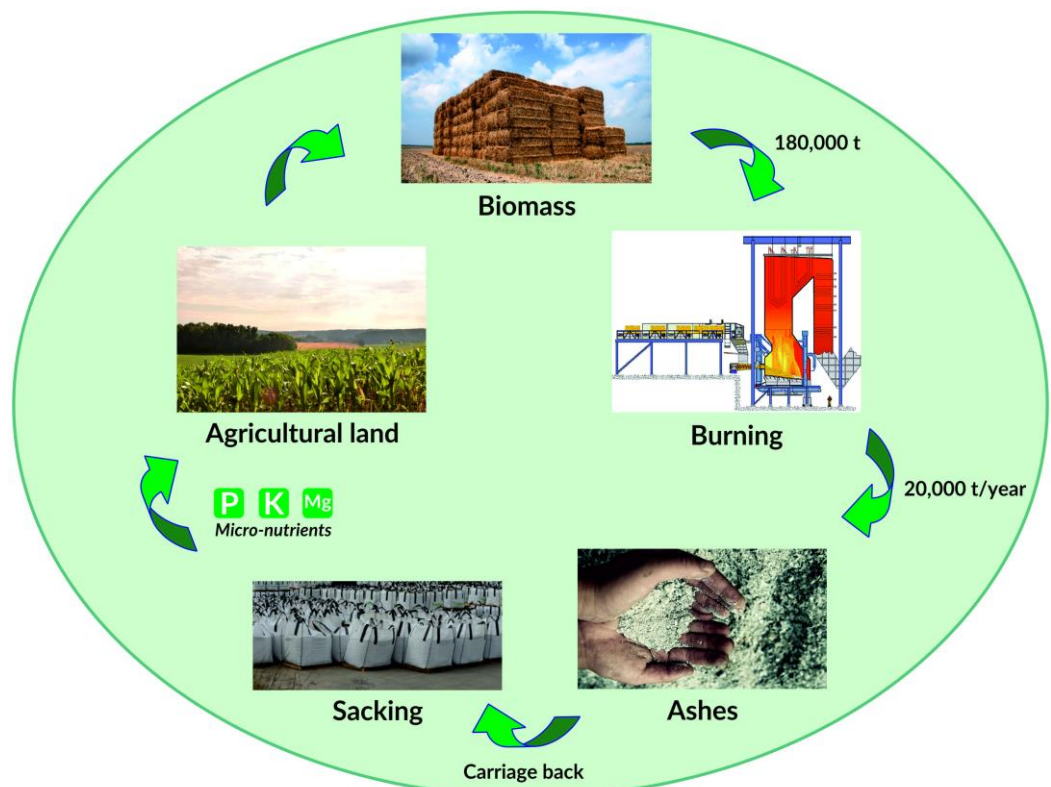 Biomass
180,000 t
Burning
20,000 t/year
Ashes
Carriage back
Sacking
P K Mg
Micro-nutrients
Agricultural land